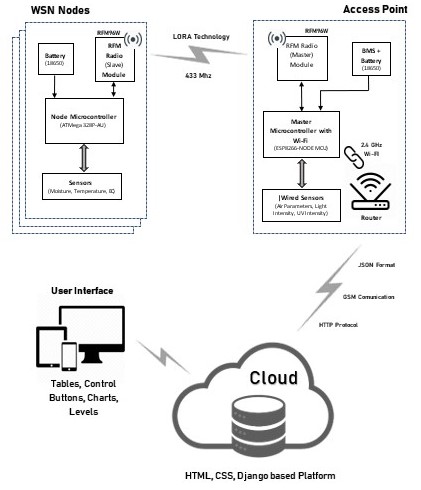 WSN Nodes
RFM96W
Battery
(18650)
RFM
Radio
(Slave)
Module
Node Microcontroller
(ATMega 328P-AU)
Sensors
(Moisture, Temperature, EC)
LORA Technology
433 Mhz
Access Point
RFM96W
RFM Radio
(Master)
Module
BMS +
Battery
(18650)
Master
Microcontroller with
Wi-Fi
(ESP8266-NODE MCU)
2.4 GHz
Wi-Fi
|Wired Sensors
(Air Parameters, Light
Intensity, UV Intensity)
Router
JSON Format
GSM Comunication
HTTP Protocol
User Interface
Tables, Control
Buttons, Charts,
Levels
Cloud
HTML, CSS, Django based Platform